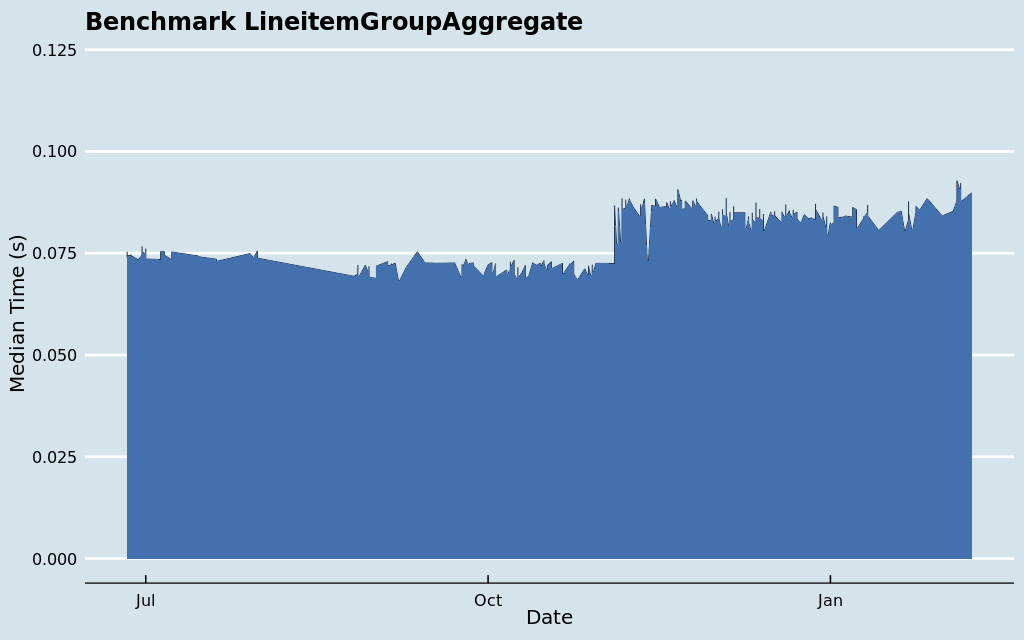 Benchmark LineitemGroupAggregate
0.125
0.100
0.075
0.050
0.025
0.000
Median Time (s)
Jul
Oct
Jan
Date